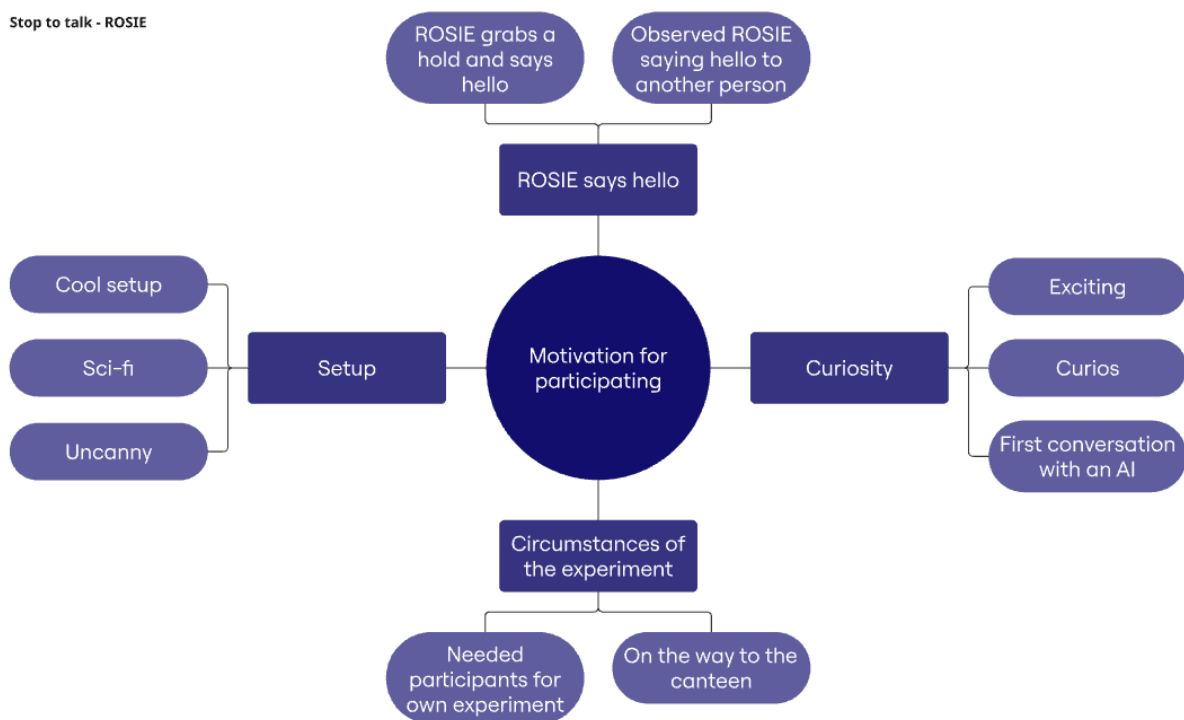 Stop to talk - ROSIE
ROSIE grabs a
hold and says
hello
Observed ROSIE
saying hello to
another person
ROSIE says hello
Cool setup
Sci-fi
Uncanny
Setup
Motivation for
participating
Curiosity
Exciting
Curios
First conversation
with an AI
Circumstances of
the experiment
Needed
participants for
own experiment
On the way to the
canteen